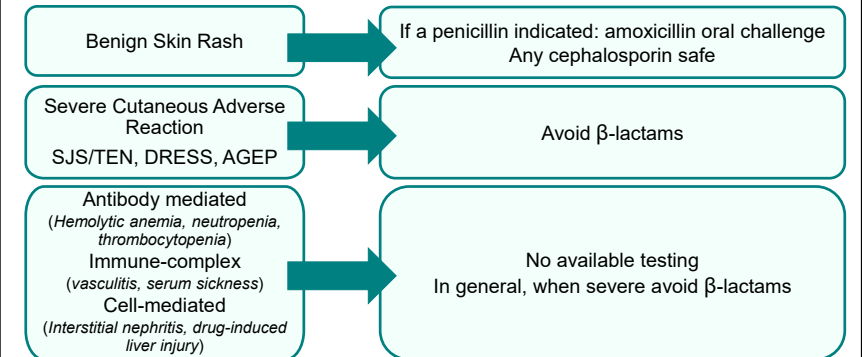 Benign Skin Rash
If a penicillin indicated: amoxicillin oral challenge
Any cephalosporin safe
Severe Cutaneous Adverse
Reaction
SJS/TEN, DRESS, AGEP
Avoid β-lactams
Antibody mediated
(Hemolytic anemia, neutropenia,
thrombocytopenia)
Immune-complex
(vasculitis, serum sickness)
Cell-mediated
(Interstitial nephritis, drug-induced
liver injury)
No available testing
In general, when severe avoid β-lactams